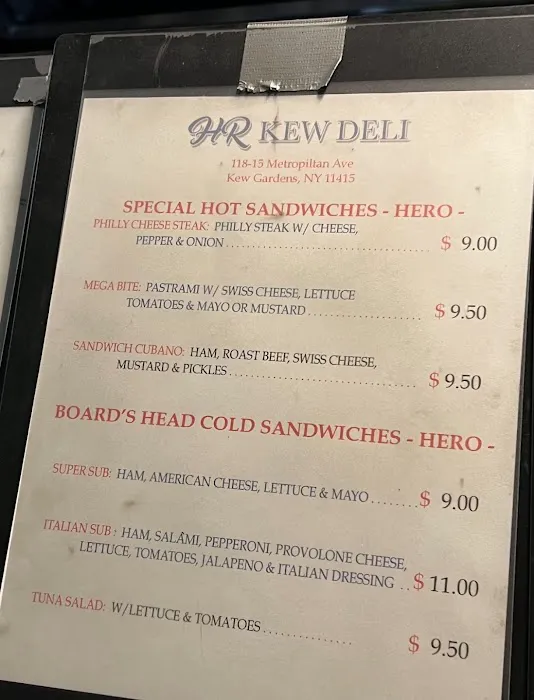 HR KEW DELI
118-15 Metropiltan Ave
Kew Gardens, NY 11415
SPECIAL HOT SANDWICHES - HERO -
PHILLY CHEESE STEAK: PHILLY STEAK W/ CHEESE,
PEPPER & ONION.................................... $ 9.00
MEGA BITE: PASTRAMI W/ SWISS CHEESE, LETTUCE
TOMATOES & MAYO OR MUSTARD.................... $ 9.50
SANDWICH CUBANO: HAM, ROAST BEEF, SWISS CHEESE,
MUSTARD & PICKLES................................ $ 9.50
BOARD'S HEAD COLD SANDWICHES - HERO -
SUPER SUB: HAM, AMERICAN CHEESE, LETTUCE & MAYO........ $ 9.00
ITALIAN SUB : HAM, SALAMI, PEPPERONI, PROVOLONE CHEESE,
LETTUCE, TOMATOES, JALAPENO & ITALIAN DRESSING .. $ 11.00
TUNA SALAD: W/LETTUCE & TOMATOES................ $ 9.50